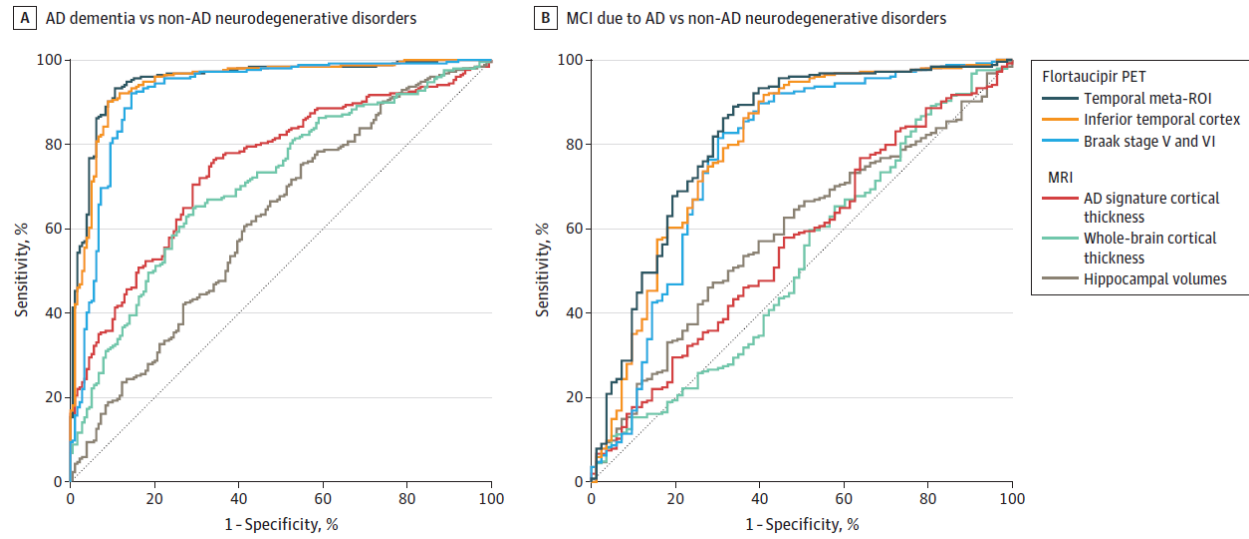 A AD dementia vs non-AD neurodegenerative disorders
100
80
60
40
20
0
Sensitivity, %
0 20 40 60 80 100
1 – Specificity, %
B MCI due to AD vs non-AD neurodegenerative disorders
100
80
60
40
20
0
Sensitivity, %
0 20 40 60 80 100
1 – Specificity, %
Flortaucipir PET
Temporal meta-ROI
Inferior temporal cortex
Braak stage V and VI
MRI
AD signature cortical
thickness
Whole-brain cortical
thickness
Hippocampal volumes